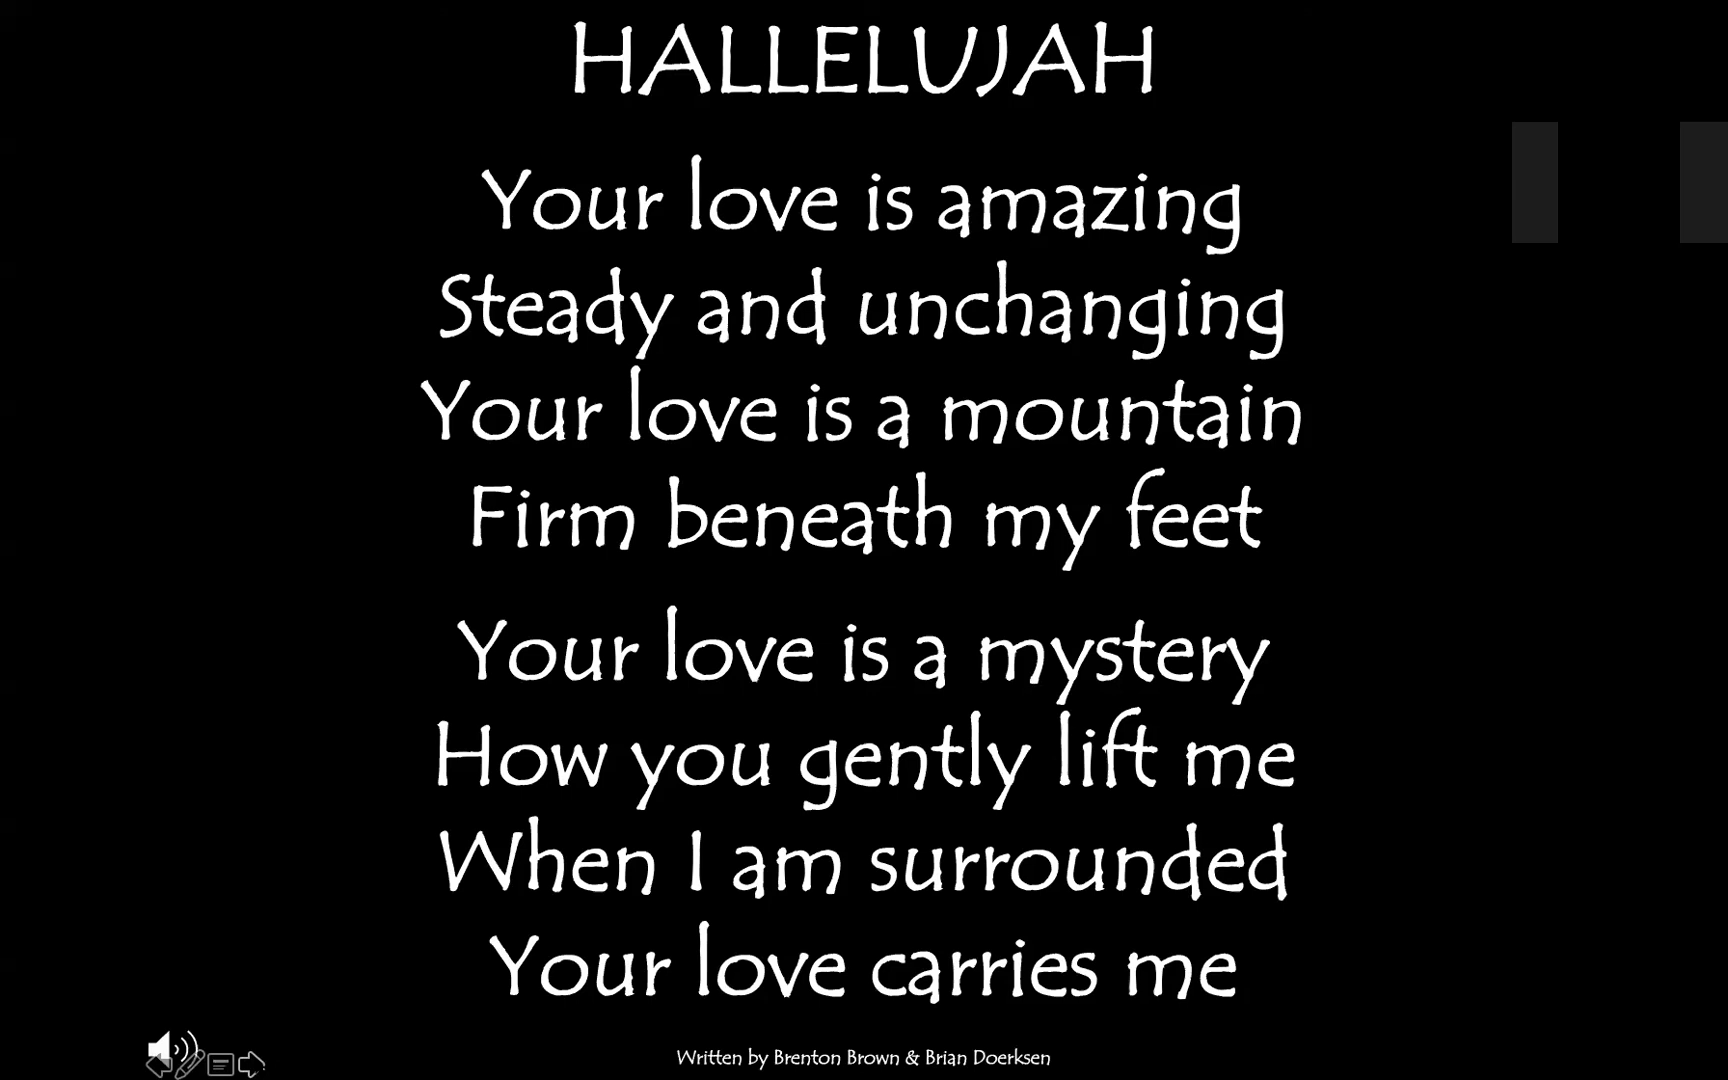 HALLELUJAH
Your love is amazing
Steady and unchanging
Your love is a mountain
Firm beneath my feet
Your love is a mystery
How you gently lift me
When I am surrounded
Your love carries me
Written by Brenton Brown & Brian Doerksen